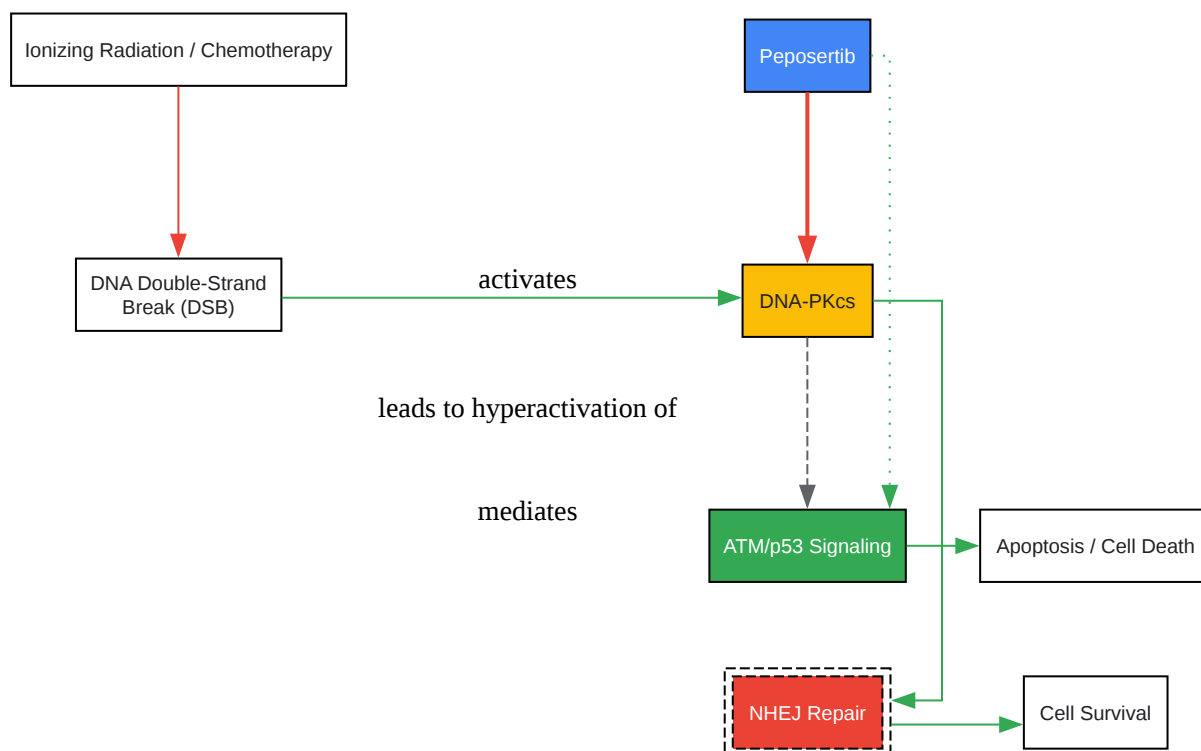 Ionizing Radiation / Chemotherapy
Peposertib
DNA Double-Strand
Break (DSB)
activates
DNA-PKcs
leads to hyperactivation of
mediates
ATM/p53 Signaling
Apoptosis / Cell Death
NHEJ Repair
Cell Survival